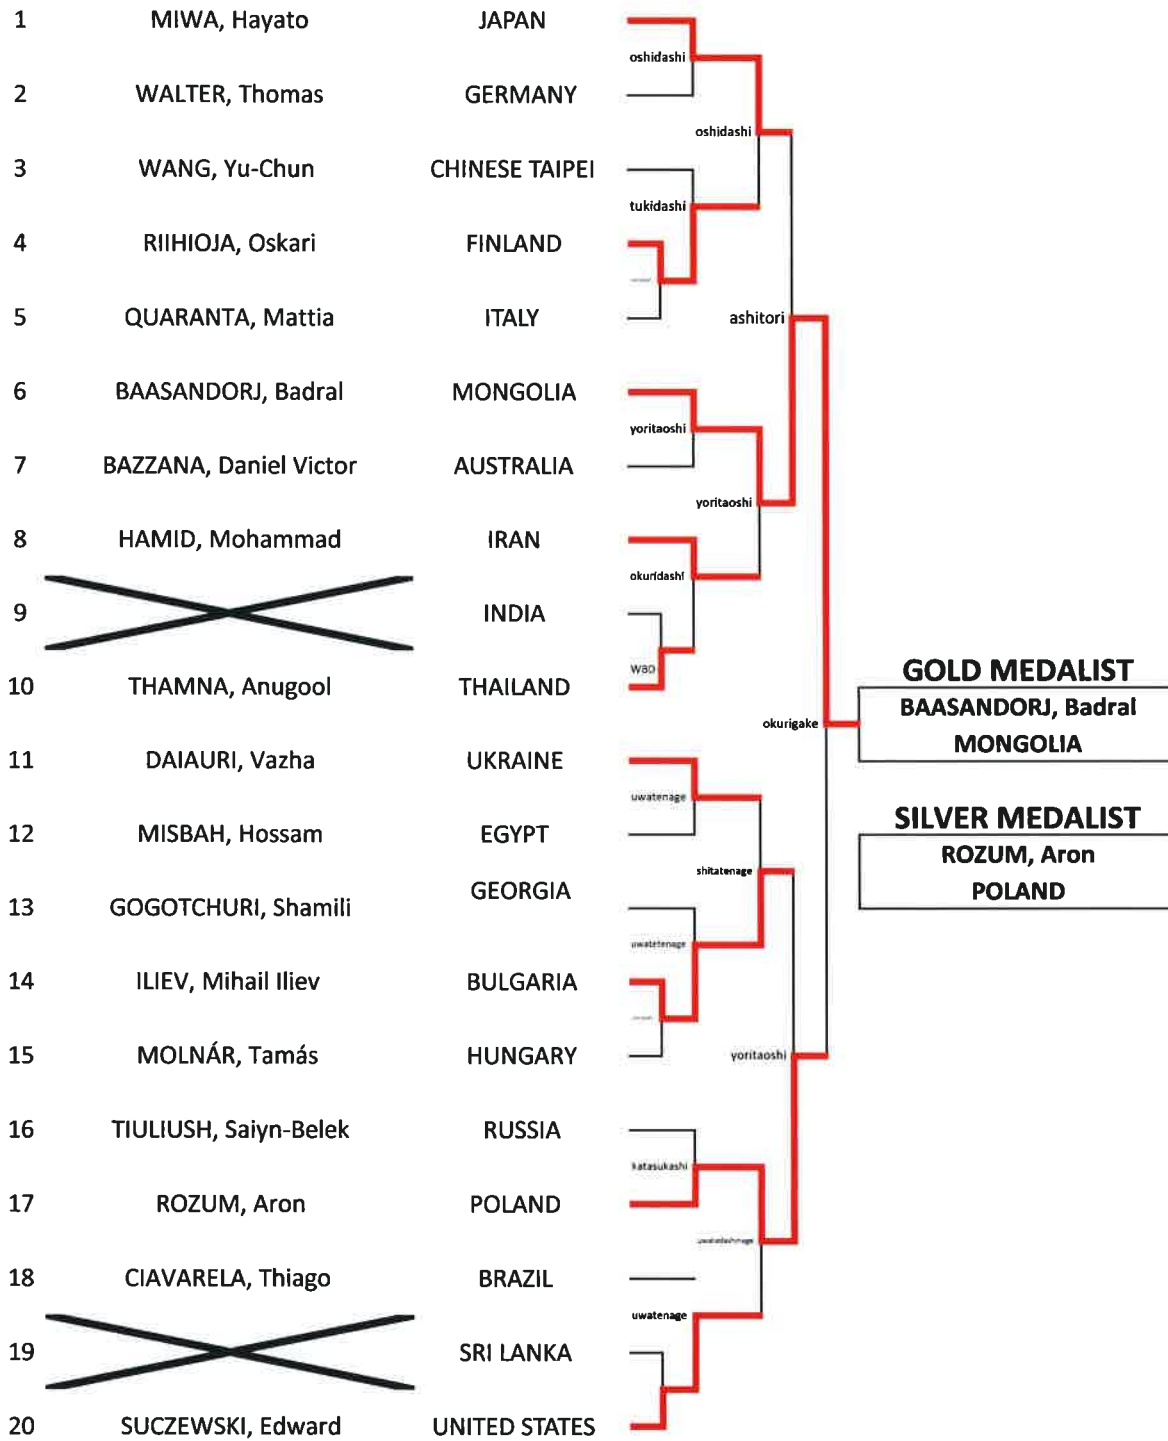 1 MIWA, Hayato JAPAN
oshidashi
2 WALTER, Thomas GERMANY
oshidashi
3 WANG, Yu-Chun CHINESE TAIPEI
tukidashi
4 RIIHIOJA, Oskari FINLAND
5 QUARANTA, Mattia ITALY
ashitori
6 BAASANDORJ, Badral MONGOLIA
yoritaoshi
7 BAZZANA, Daniel Victor AUSTRALIA
yoritaoshi
8 HAMID, Mohammad IRAN
okuridashi
9 INDIA
WBD
10 THAMNA, Anugool THAILAND
GOLD MEDALIST
BAASANDORJ, Badral
MONGOLIA
okurigake
11 DAIAURI, Vazha UKRAINE
uwatenage
12 MISBAH, Hossam EGYPT
SILVER MEDALIST
ROZUM, Aron
POLAND
shitatenage
13 GOGOTCHURI, Shamili GEORGIA
uwatetenage
14 ILIEV, Mihail Iliev BULGARIA
15 MOLNÁR, Tamás HUNGARY
yoritaoshi
16 TIULIUSH, Saiyn-Belek RUSSIA
katasukashi
17 ROZUM, Aron POLAND
18 CIAVARELA, Thiago BRAZIL
uwatenage
19 SRI LANKA
20 SUCZEWSKI, Edward UNITED STATES